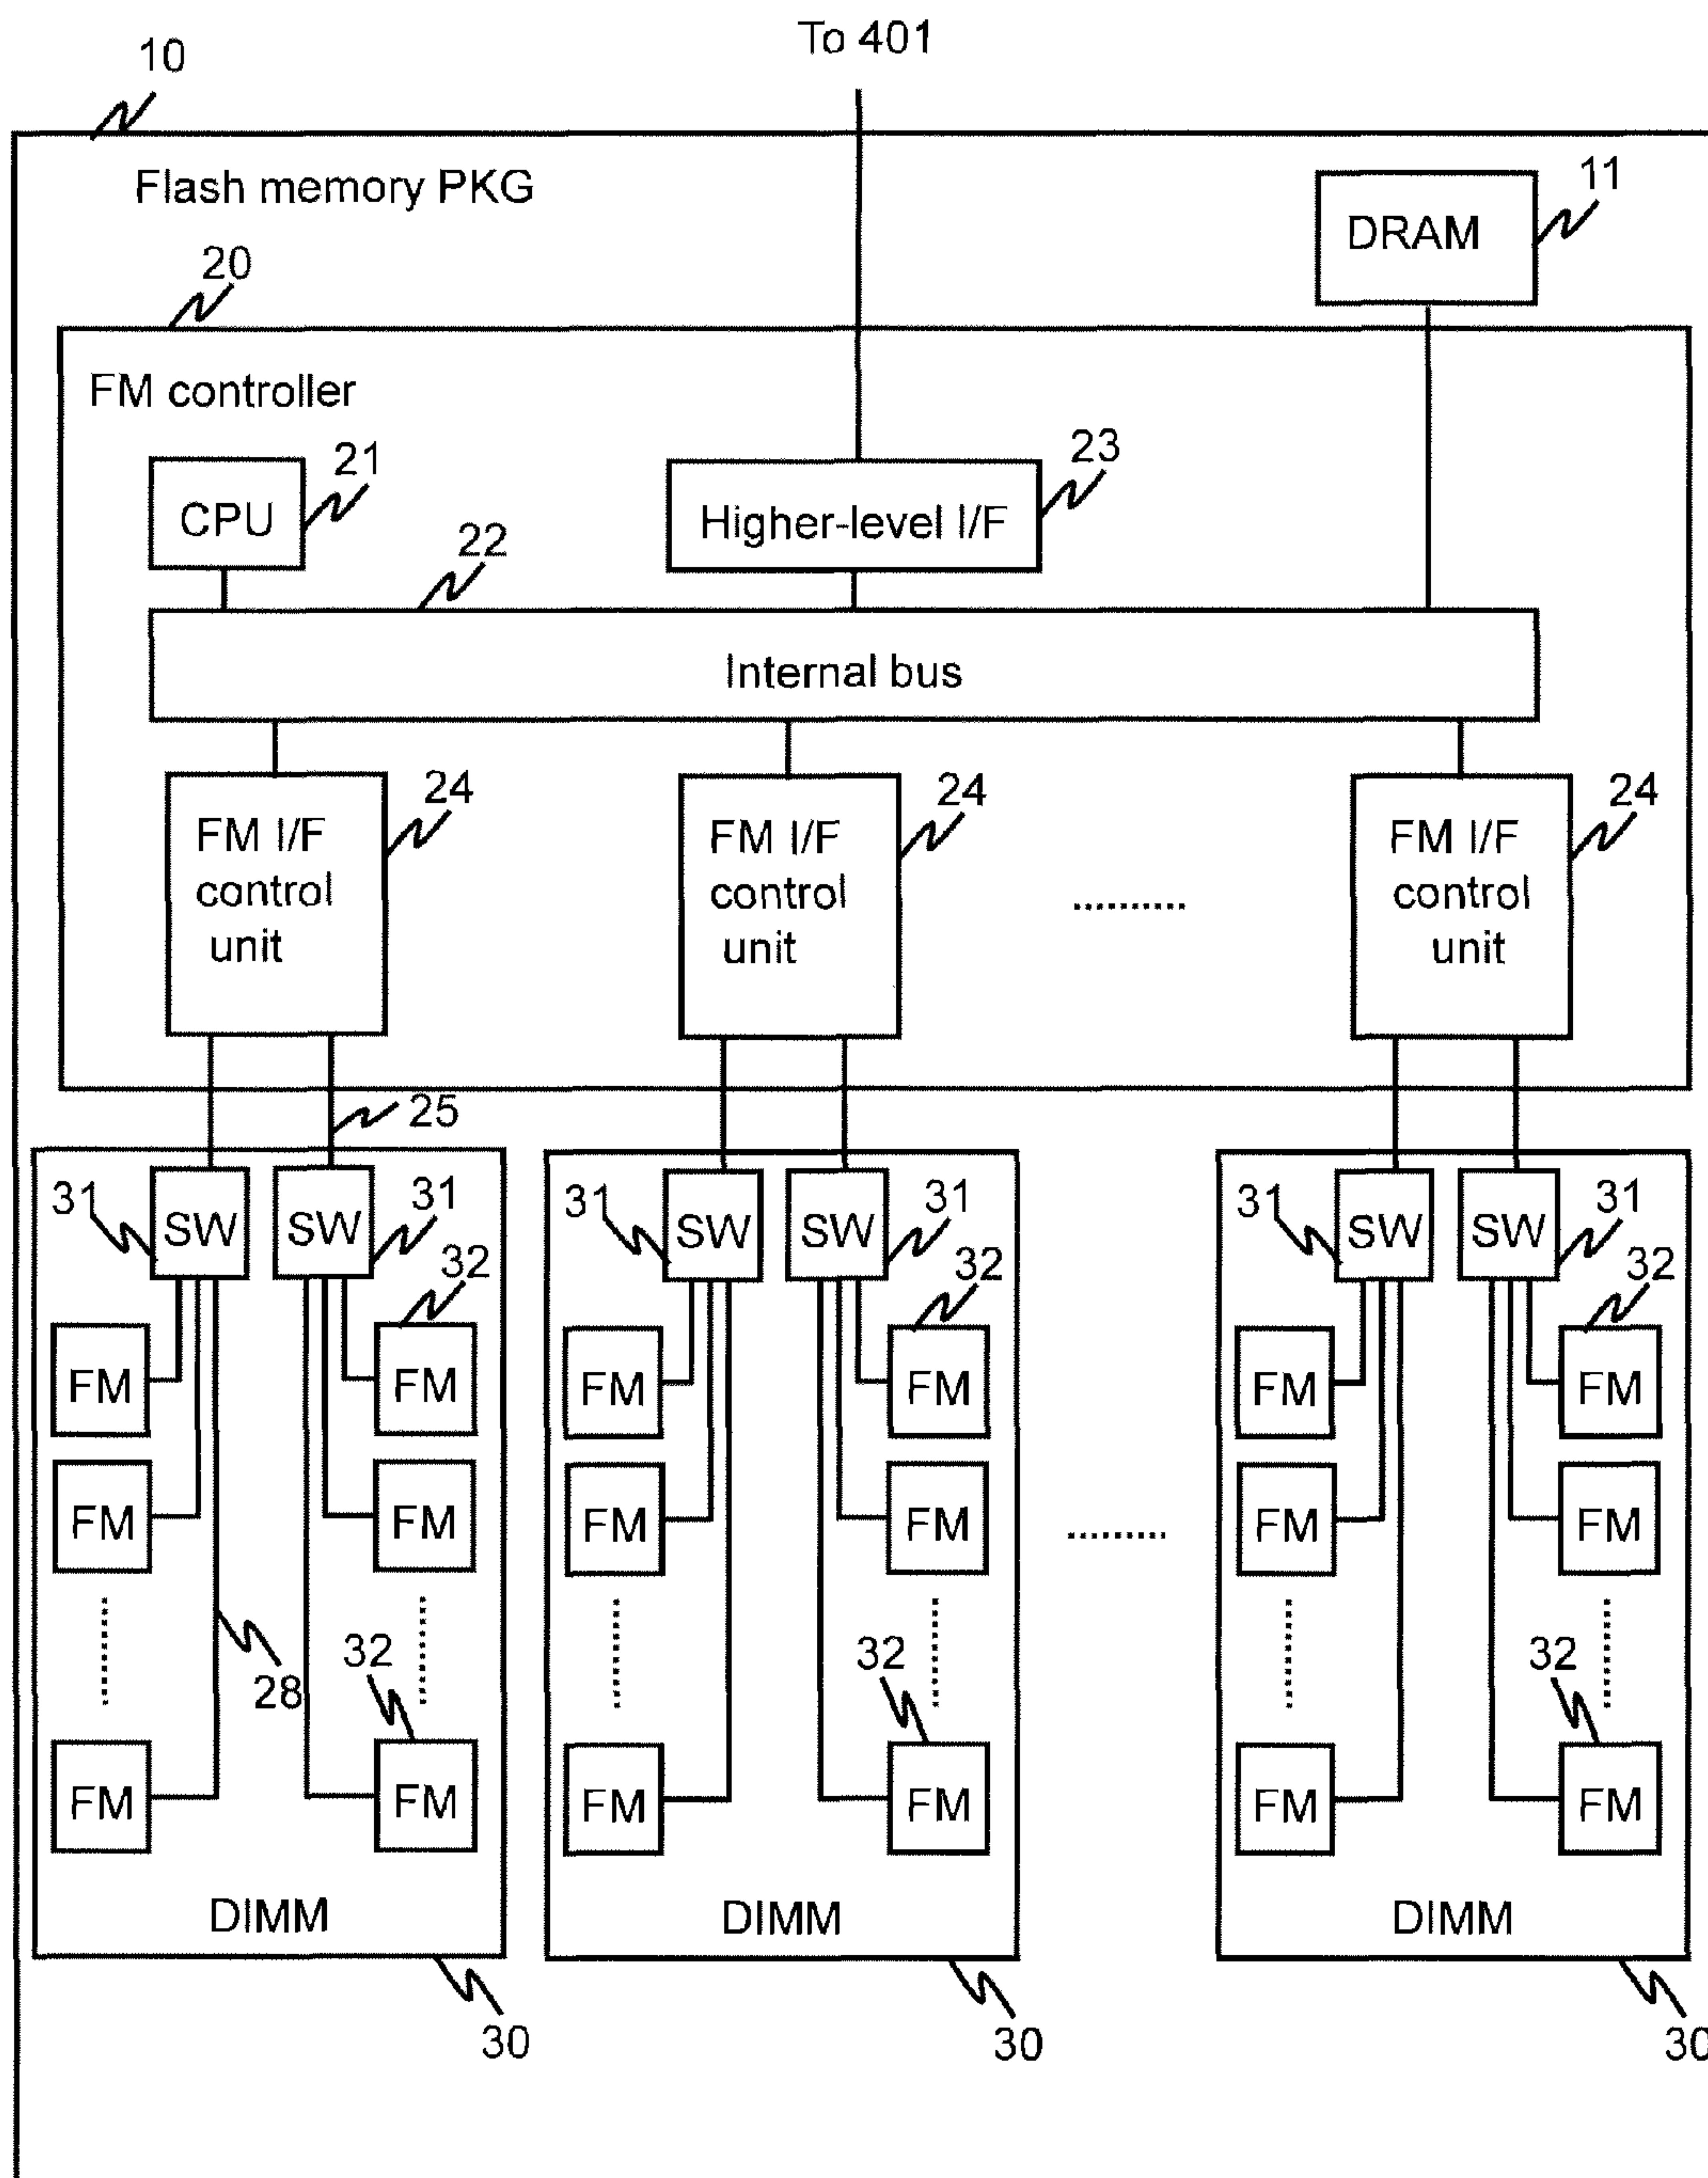 To 401
10
Flash memory PKG
11
DRAM
20
FM controller
21
CPU
23
Higher-level I/F
22
Internal bus
24
FM I/F
control
unit
24
FM I/F
control
unit
..........
24
FM I/F
control
unit
25
31
SW
SW
31
32
FM
FM
FM
FM
28
32
FM
FM
DIMM
30
31
SW
SW
31
32
FM
FM
FM
FM
32
FM
FM
DIMM
30
.........
31
SW
SW
31
32
FM
FM
FM
FM
32
FM
FM
DIMM
30